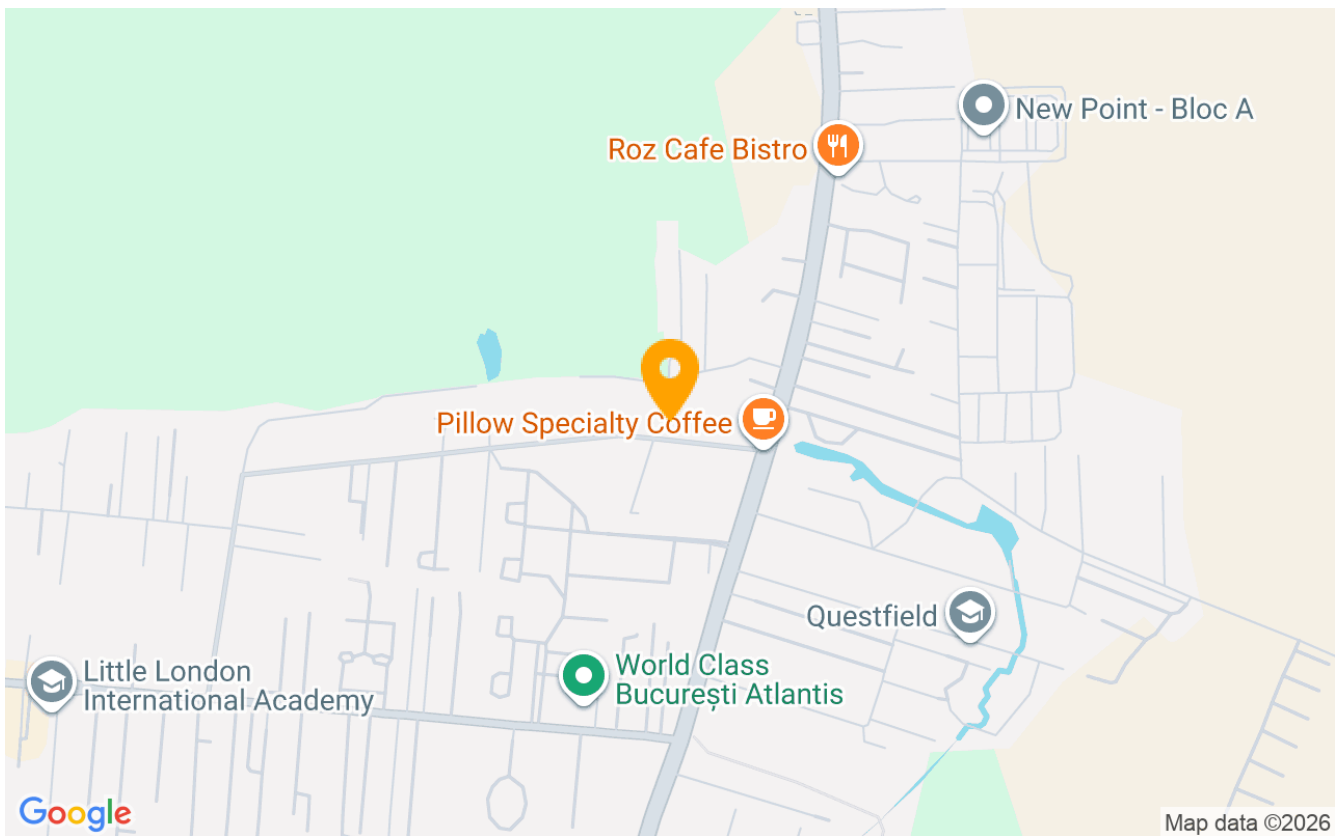 New Point - Bloc A
Roz Cafe Bistro
Pillow Specialty Coffee
Questfield
World Class
București Atlantis
Little London
International Academy
Google
Map data ©2026